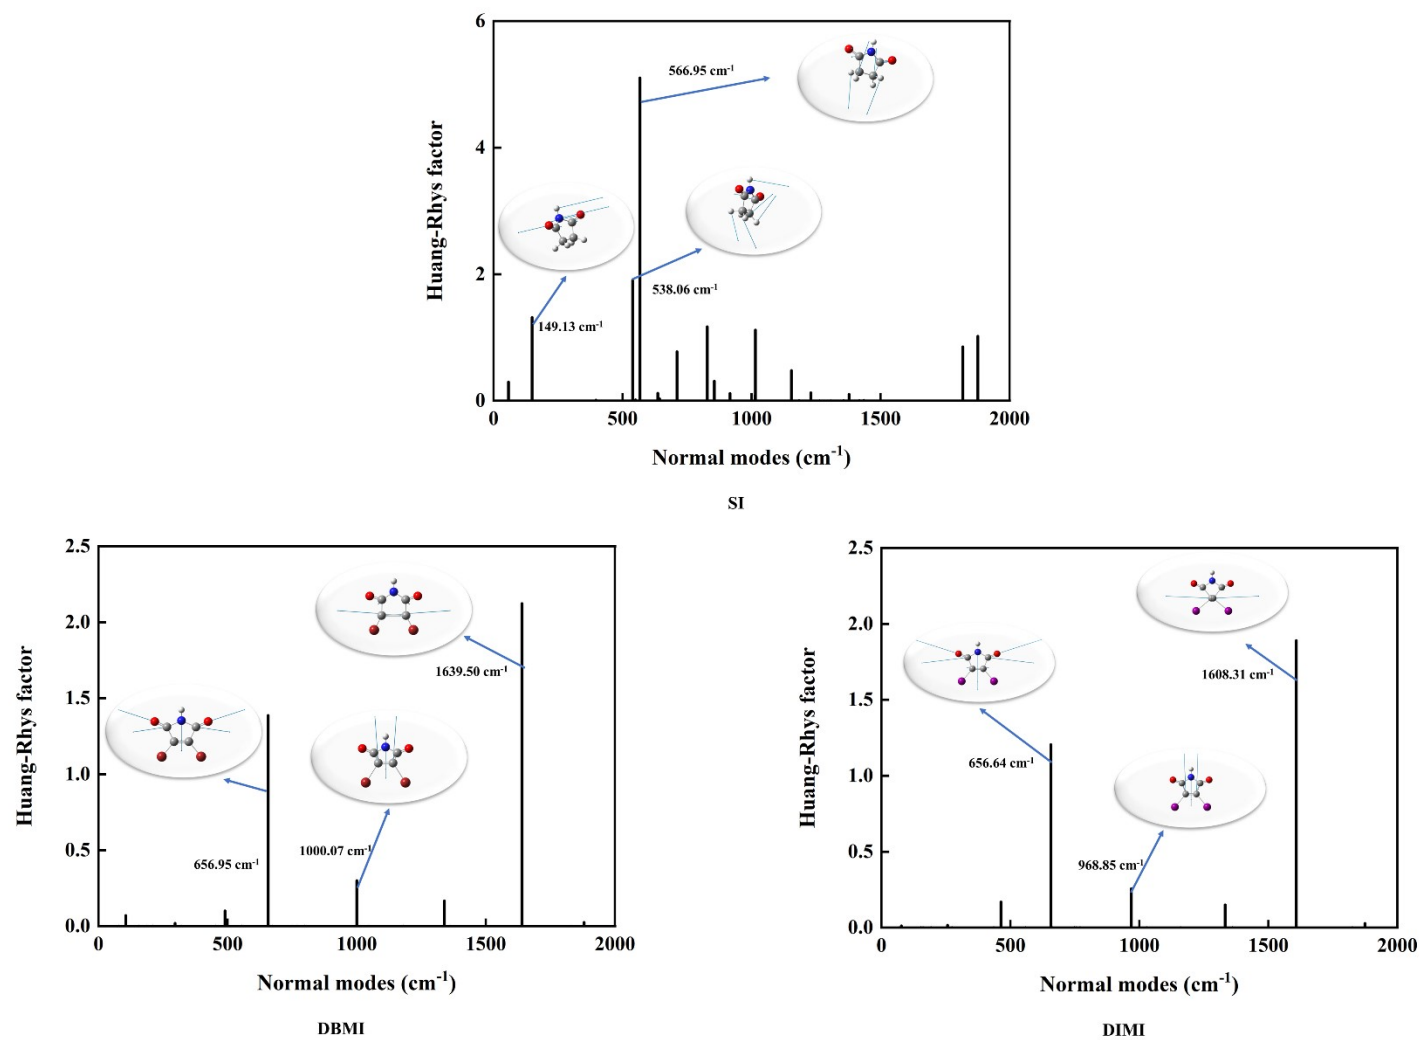 6
4
2
0
Huang-Rhys factor
566.95 cm-1
538.06 cm-1
149.13 cm-1
0 500 1000 1500 2000
Normal modes (cm-1)
SI
2.5
2.0
1.5
1.0
0.5
0.0
Huang-Rhys factor
1639.50 cm-1
656.95 cm-1
1000.07 cm-1
0 500 1000 1500 2000
Normal modes (cm-1)
DBMI
2.5
2.0
1.5
1.0
0.5
0.0
Huang-Rhys factor
1608.31 cm-1
656.64 cm-1
968.85 cm-1
0 500 1000 1500 2000
Normal modes (cm-1)
DIMI